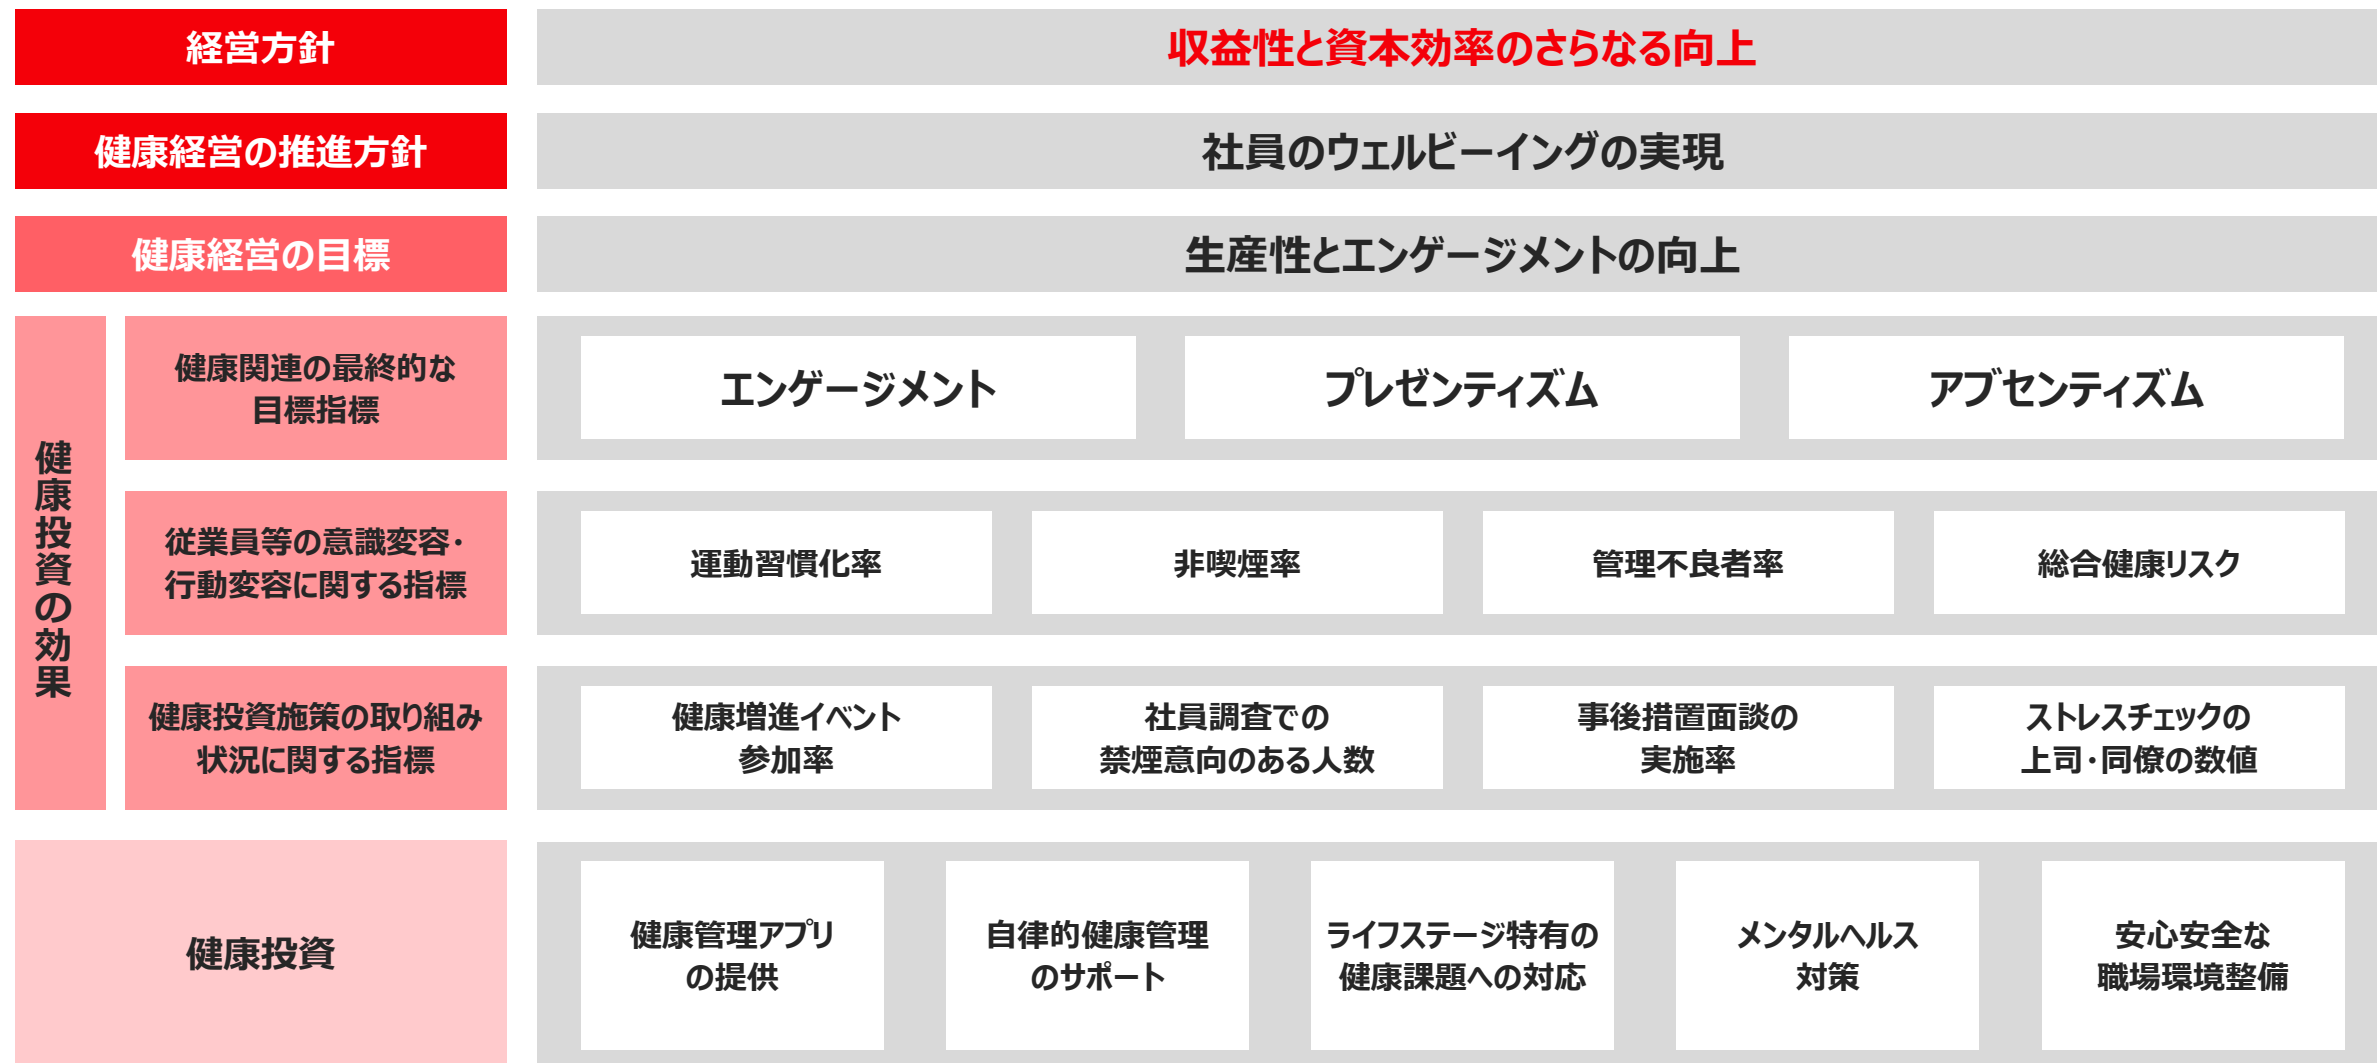 経営方針
収益性と資本効率のさらなる向上
健康経営の推進方針
社員のウェルビーイングの実現
健康経営の目標
生産性とエンゲージメントの向上
健康投資の効果
健康関連の最終的な
目標指標
エンゲージメント
プレゼンティズム
アブセンティズム
従業員等の意識変容・
行動変容に関する指標
運動習慣化率
非喫煙率
管理不良者率
総合健康リスク
健康投資施策の取り組み
状況に関する指標
健康増進イベント
参加率
社員調査での
禁煙意向のある人数
事後措置面談の
実施率
ストレスチェックの
上司・同僚の数値
健康投資
健康管理アプリ
の提供
自律的健康管理
のサポート
ライフステージ特有の
健康課題への対応
メンタルヘルス
対策
安心安全な
職場環境整備